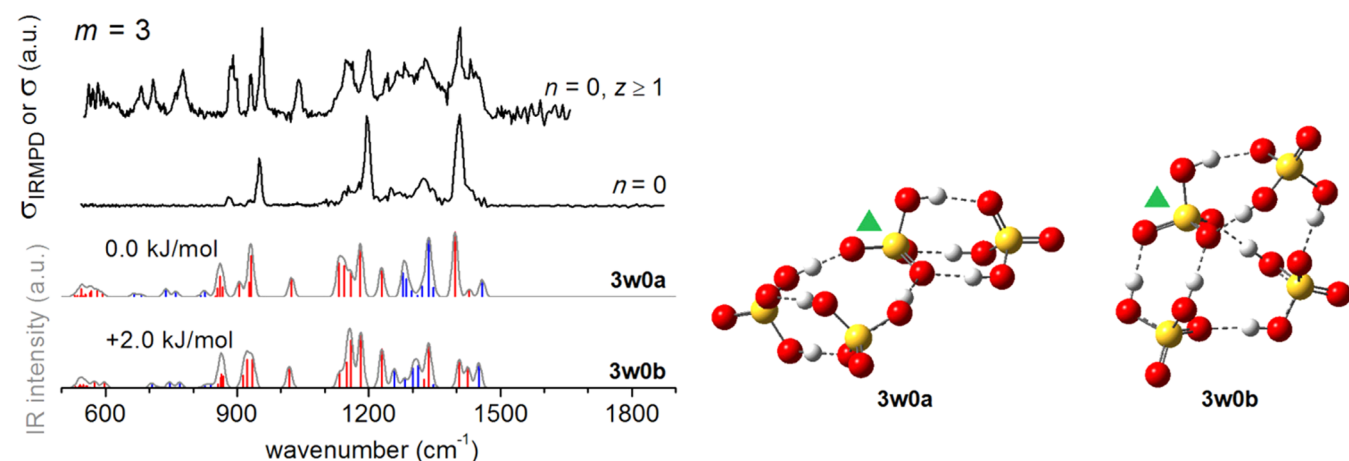 m = 3
σIRMPD or σ (a.u.)
n = 0, z ≥ 1
n = 0
IR intensity (a.u.)
0.0 kJ/mol
3w0a
+2.0 kJ/mol
3w0b
600 900 1200 1500 1800
wavenumber (cm⁻¹)
3w0a
3w0b